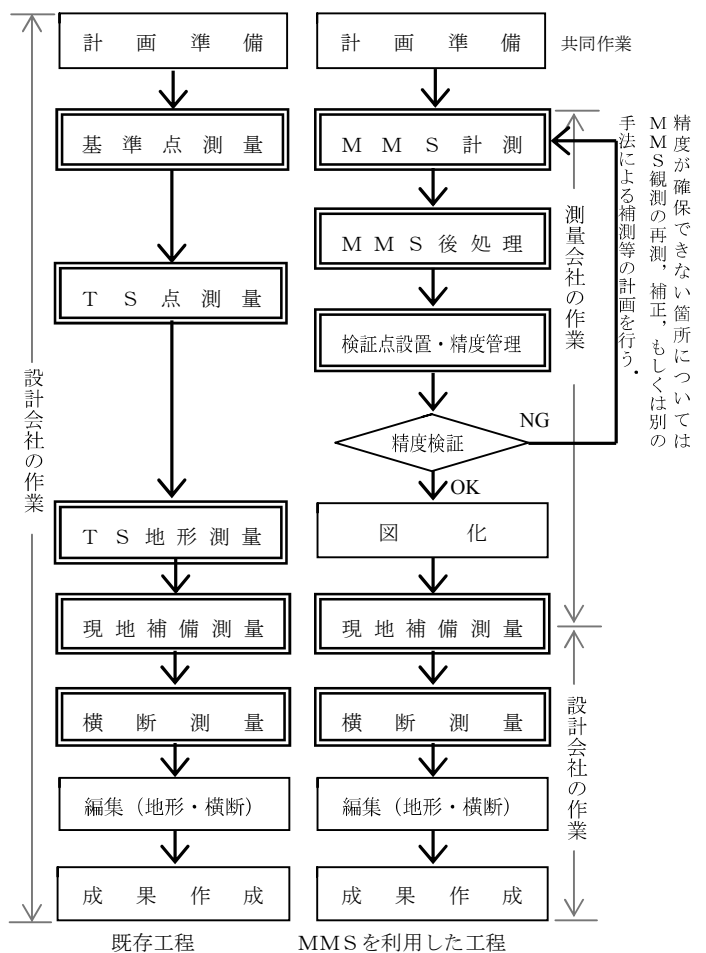 計画準備
基準点測量
ＴＳ点測量
ＴＳ地形測量
現地補備測量
横断測量
編集（地形・横断）
成果作成
既存工程
設計会社の作業
計画準備
共同作業
ＭＭＳ計測
ＭＭＳ後処理
検証点設置・精度管理
精度検証
NG
OK
図化
現地補備測量
横断測量
編集（地形・横断）
成果作成
ＭＭＳを利用した工程
測量会社の作業
設計会社の作業
精度が確保できない箇所については
ＭＭＳ観測の再測，補正，もしくは別の
手法による補測等の計画を行う．